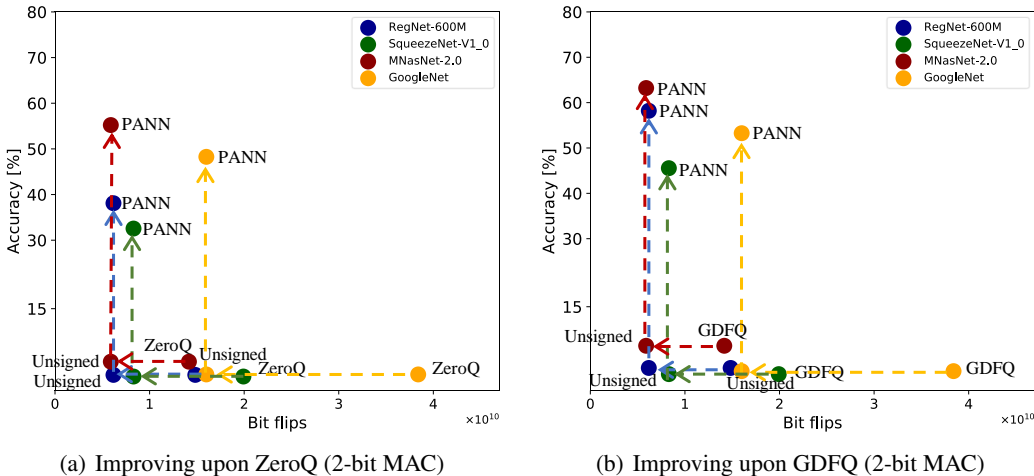 80
70
60
50
40
30
15
0
Accuracy [%]
RegNet-600M
SqueezeNet-V1_0
MNasNet-2.0
GoogleNet
PANN
PANN
PANN
PANN
ZeroQ
Unsigned
Unsigned
Unsigned
ZeroQ
ZeroQ
0 1 2 3 4
×10¹⁰
Bit flips
(a) Improving upon ZeroQ (2-bit MAC)
80
70
60
50
40
30
15
0
Accuracy [%]
RegNet-600M
SqueezeNet-V1_0
MNasNet-2.0
GoogleNet
PANN
PANN
PANN
PANN
GDFQ
Unsigned
GDFQ
GDFQ
Unsigned
Unsigned
0 1 2 3 4
×10¹⁰
Bit flips
(b) Improving upon GDFQ (2-bit MAC)